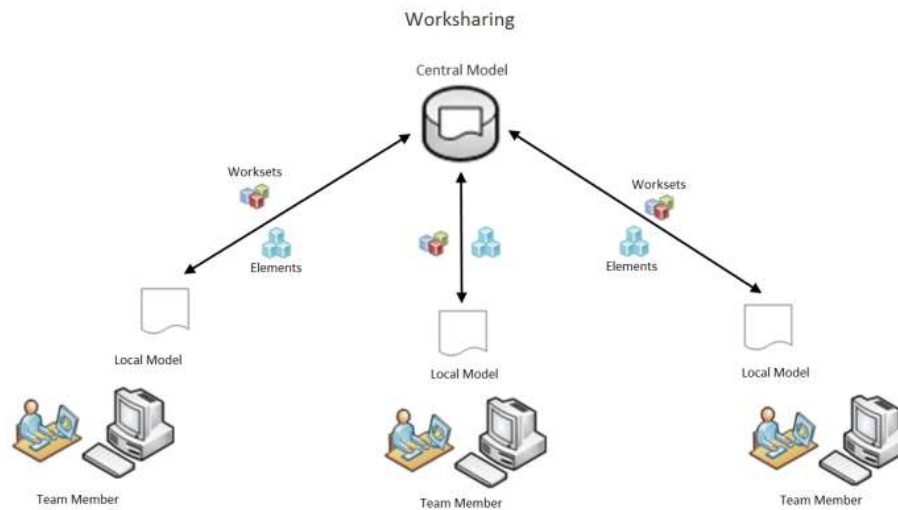 Worksharing
Central Model
Worksets
Worksets
Elements
Elements
Local Model
Local Model
Local Model
Team Member
Team Member
Team Member